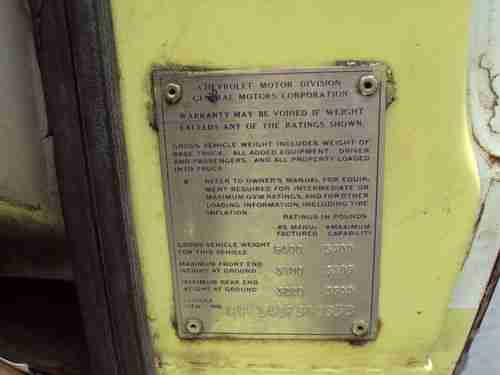 CHEVROLET MOTOR DIVISION
GENERAL MOTORS CORPORATION
WARRANTY MAY BE VOIDED IF WEIGHT
EXCEEDS ANY OF THE RATINGS SHOWN.
GROSS VEHICLE WEIGHT INCLUDES WEIGHT OF
BASE TRUCK, ALL ADDED EQUIPMENT, DRIVER
AND PASSENGERS, AND ALL PROPERTY LOADED
INTO TRUCK
REFER TO OWNER'S MANUAL FOR EQUIP-
MENT REQUIRED FOR INTERMEDIATE OR
MAXIMUM GVW RATINGS, AND FOR OTHER
LOADING INFORMATION, INCLUDING TIRE
INFLATION.
RATINGS IN POUNDS
AS MANU- MAXIMUM
FACTURED CAPABILITY
GROSS VEHICLE WEIGHT
FOR THIS VEHICLE
MAXIMUM FRONT END
WEIGHT AT GROUND
MAXIMUM REAR END
WEIGHT AT GROUND